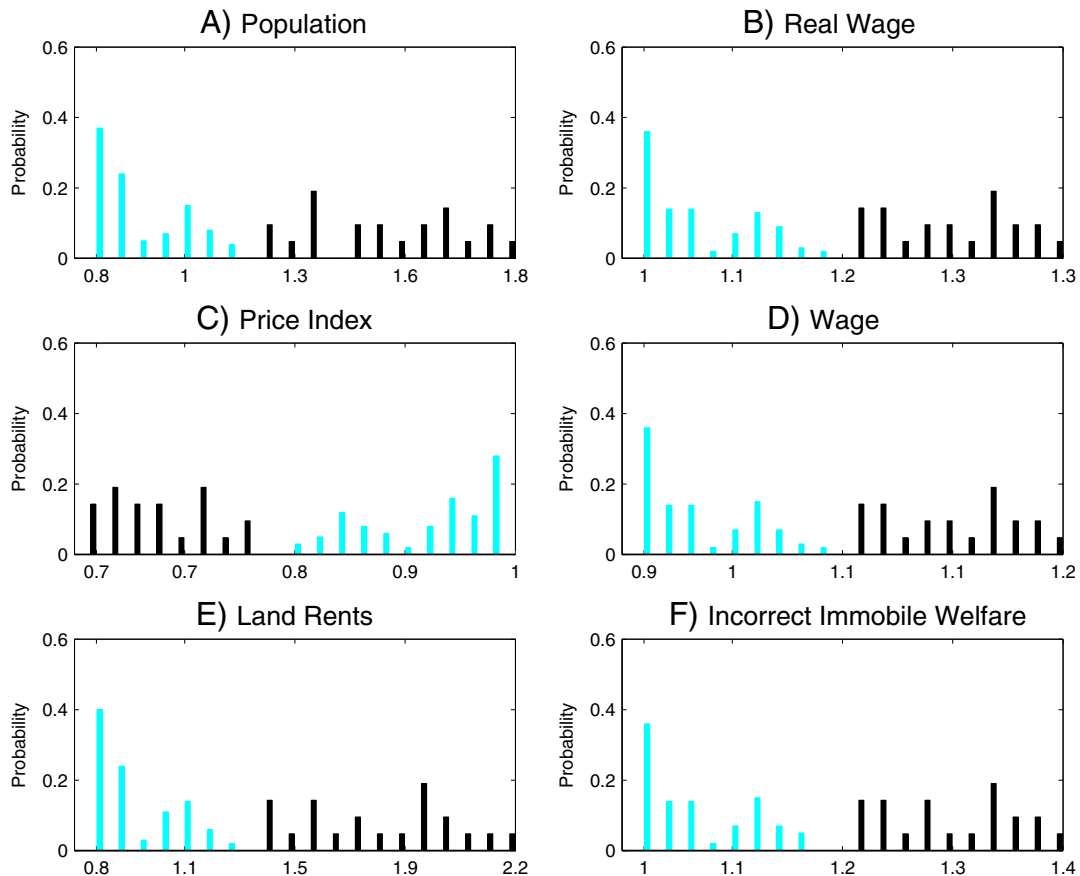 A) Population
Probability
0.6
0.4
0.2
0
0.8 1 1.3 1.6 1.8
B) Real Wage
Probability
0.6
0.4
0.2
0
1 1.1 1.2 1.3 1.3
C) Price Index
Probability
0.6
0.4
0.2
0
0.7 0.7 0.8 0.9 1
D) Wage
Probability
0.6
0.4
0.2
0
0.9 1 1.1 1.1 1.2
E) Land Rents
Probability
0.6
0.4
0.2
0
0.8 1.1 1.5 1.9 2.2
F) Incorrect Immobile Welfare
Probability
0.6
0.4
0.2
0
1 1.1 1.2 1.3 1.4